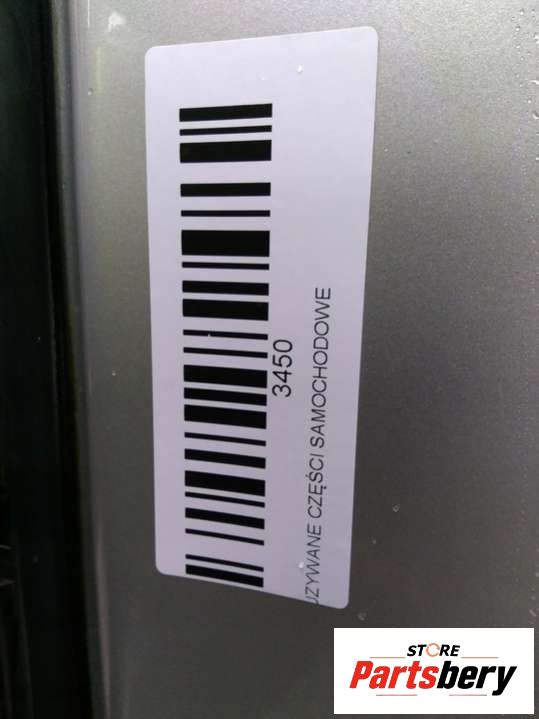 3450
UŻYWANE CZĘŚCI SAMOCHODOWE
STORE
Partsbery